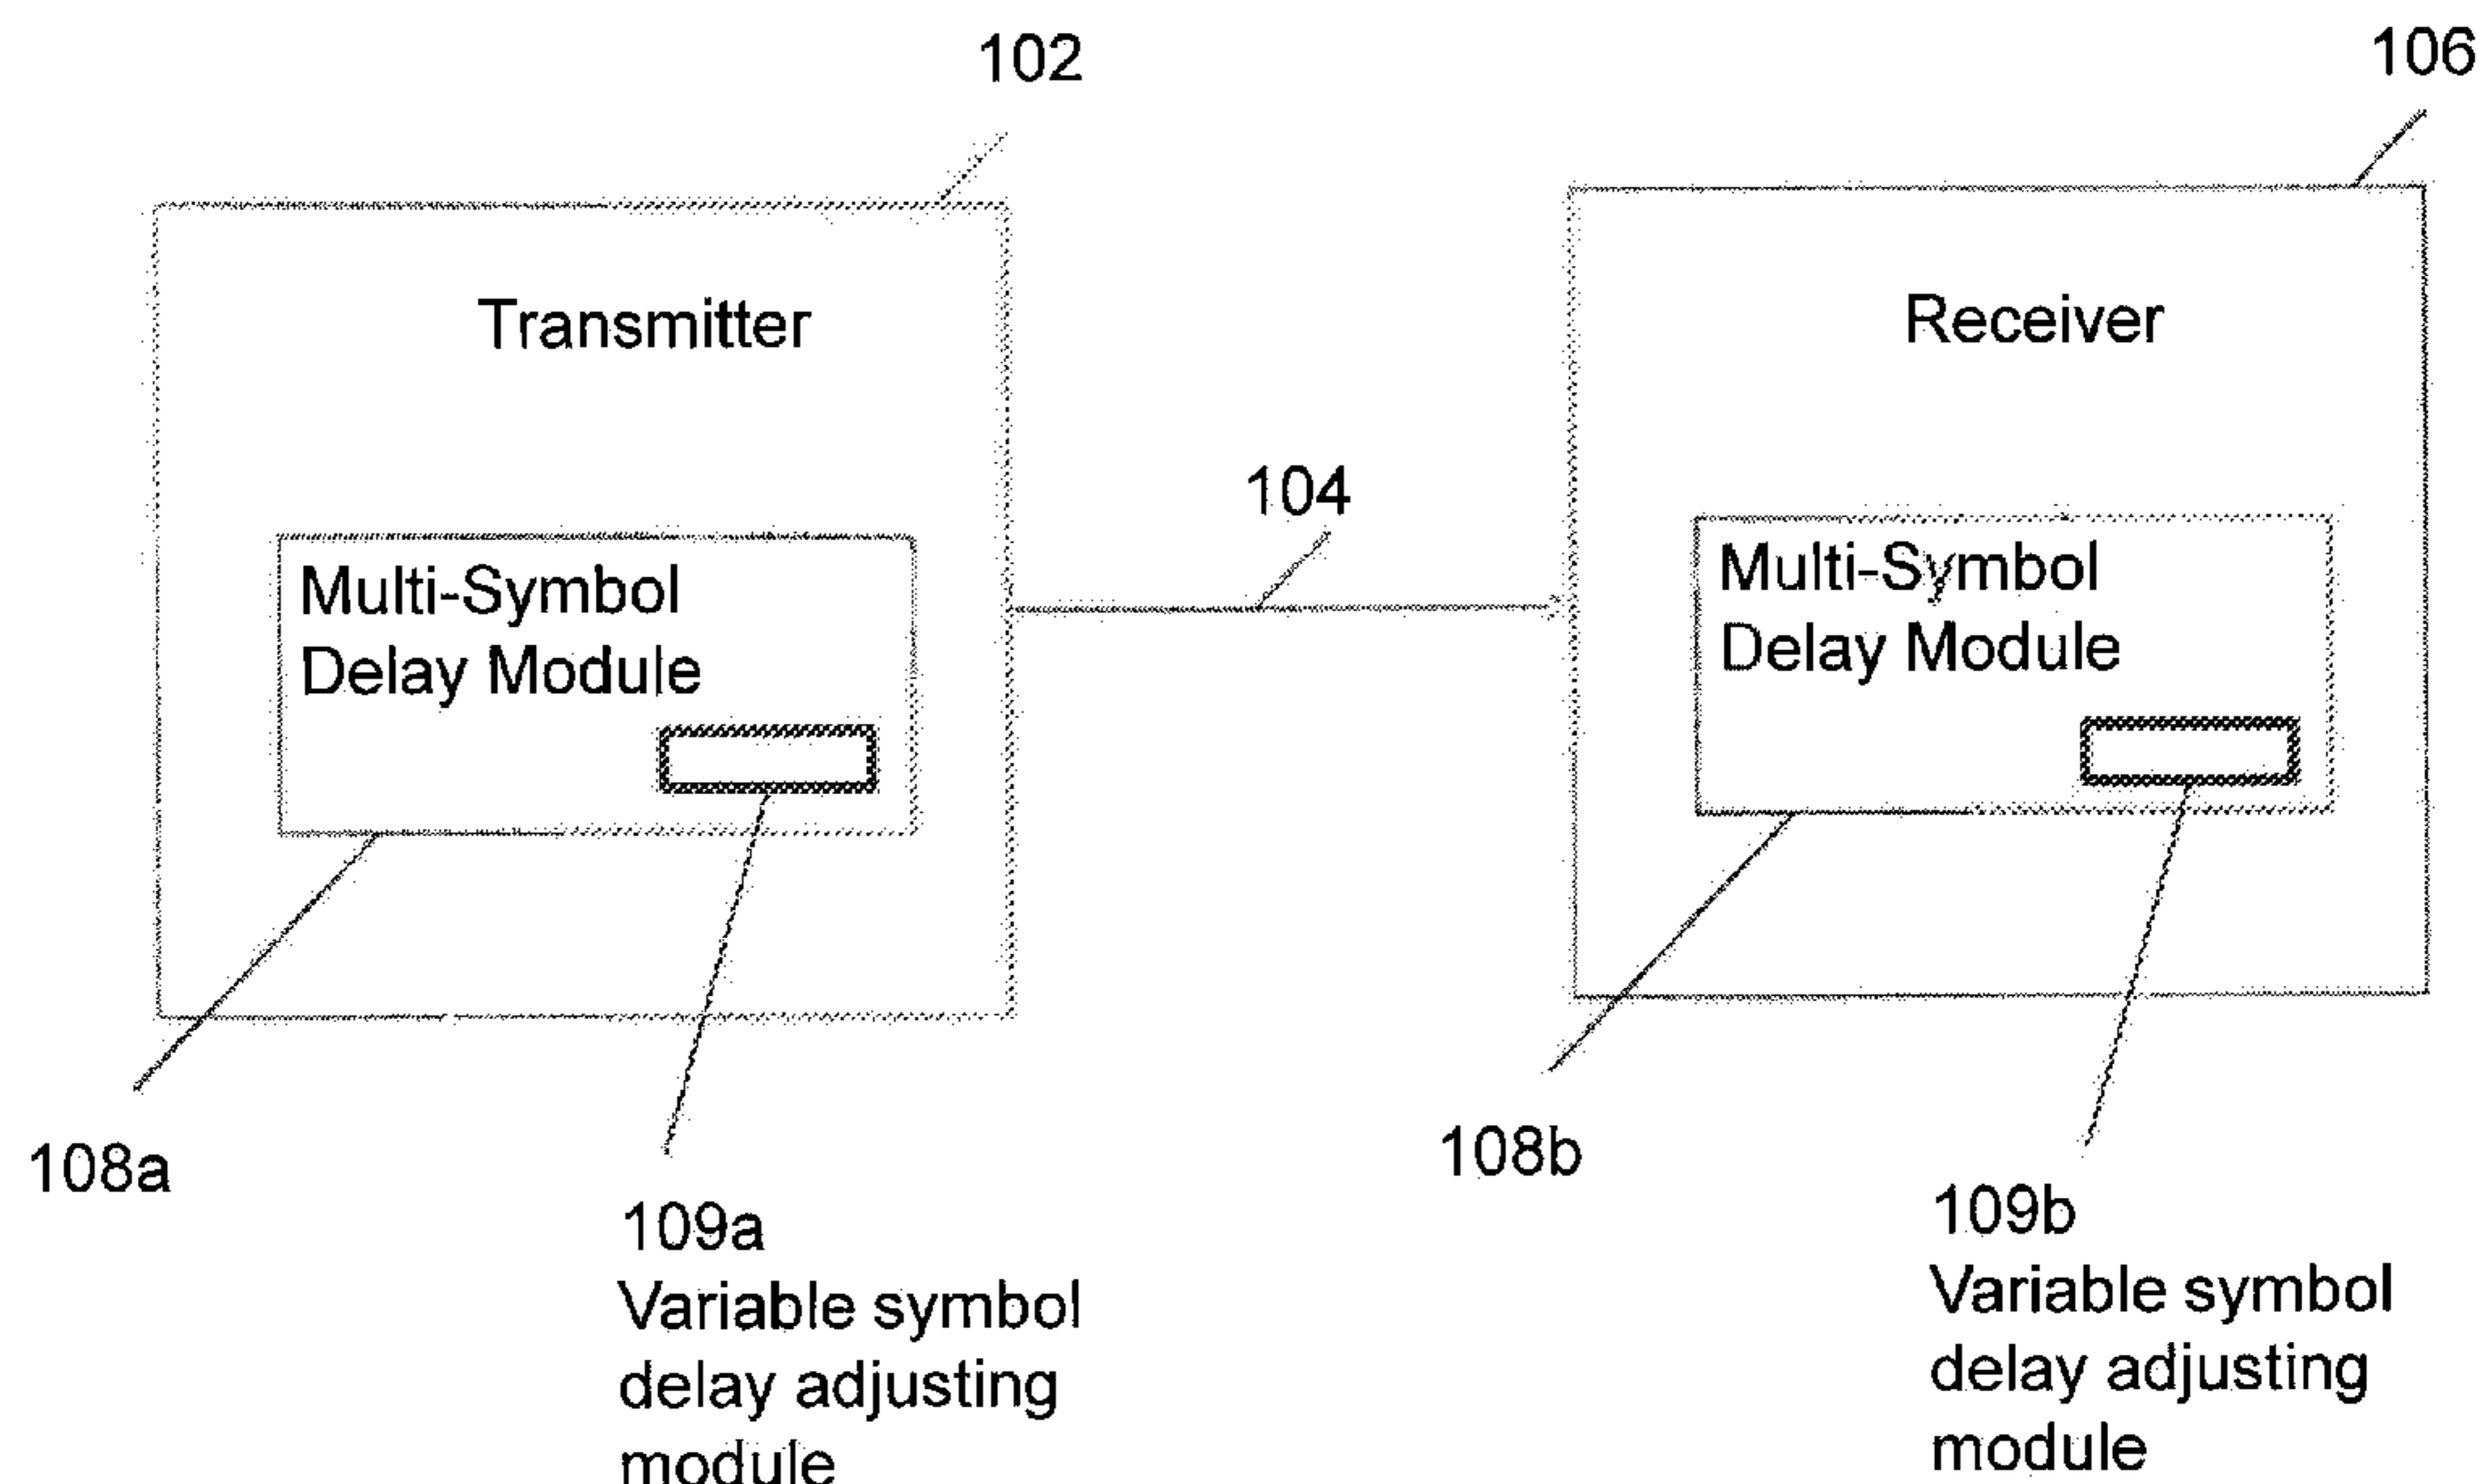 102
106
Transmitter
Receiver
104
Multi-Symbol
Delay Module
Multi-Symbol
Delay Module
108a
108b
109a
Variable symbol
delay adjusting
module
109b
Variable symbol
delay adjusting
module